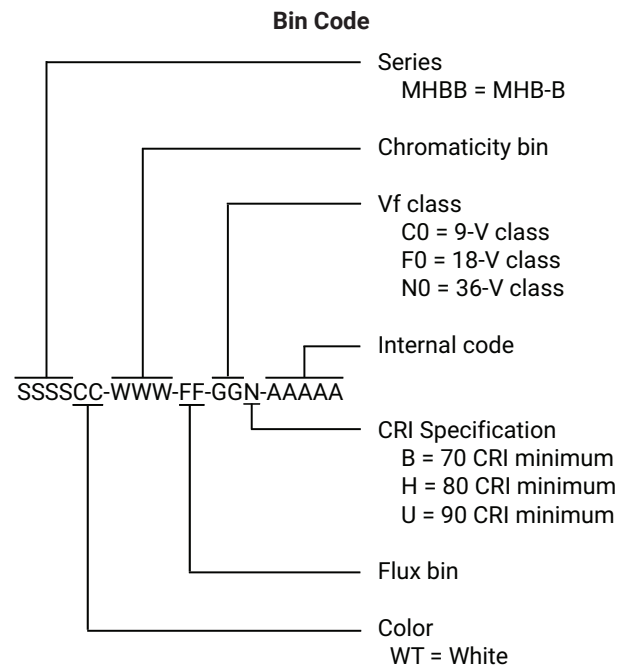 Bin Code
Series
MHBB = MHB-B
Chromaticity bin
Vf class
C0 = 9-V class
F0 = 18-V class
N0 = 36-V class
Internal code
SSSSCC-WWW-FF-GGN-AAAAA
CRI Specification
B = 70 CRI minimum
H = 80 CRI minimum
U = 90 CRI minimum
Flux bin
Color
WT = White